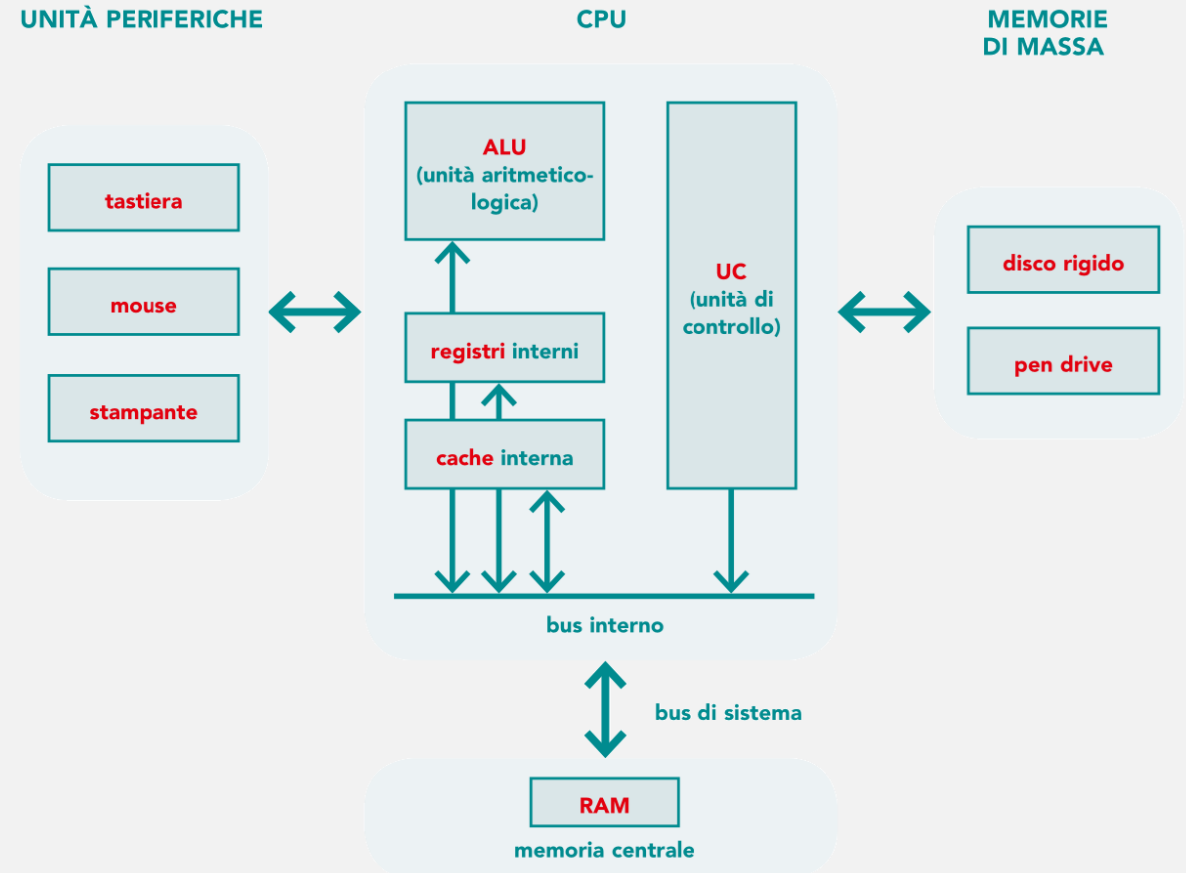 UNITÀ PERIFERICHE
tastiera
mouse
stampante
CPU
ALU
(unità aritmetico-
logica)
registri interni
cache interna
UC
(unità di
controllo)
bus interno
MEMORIE
DI MASSA
disco rigido
pen drive
bus di sistema
RAM
memoria centrale